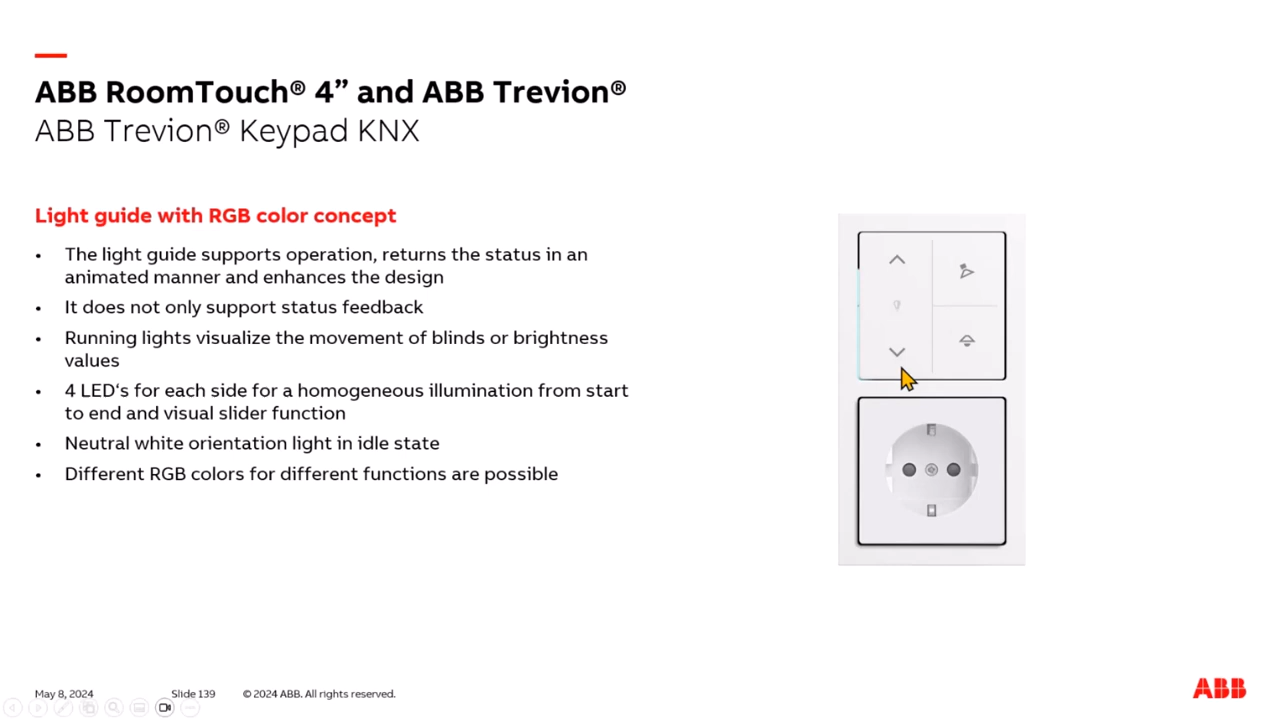 ABB RoomTouch® 4” and ABB Trevion®
ABB Trevion® Keypad KNX
Light guide with RGB color concept
• The light guide supports operation, returns the status in an
animated manner and enhances the design
• It does not only support status feedback
• Running lights visualize the movement of blinds or brightness
values
• 4 LED‘s for each side for a homogeneous illumination from start
to end and visual slider function
• Neutral white orientation light in idle state
• Different RGB colors for different functions are possible
May 8, 2024 Slide 139 © 2024 ABB. All rights reserved.
ABB